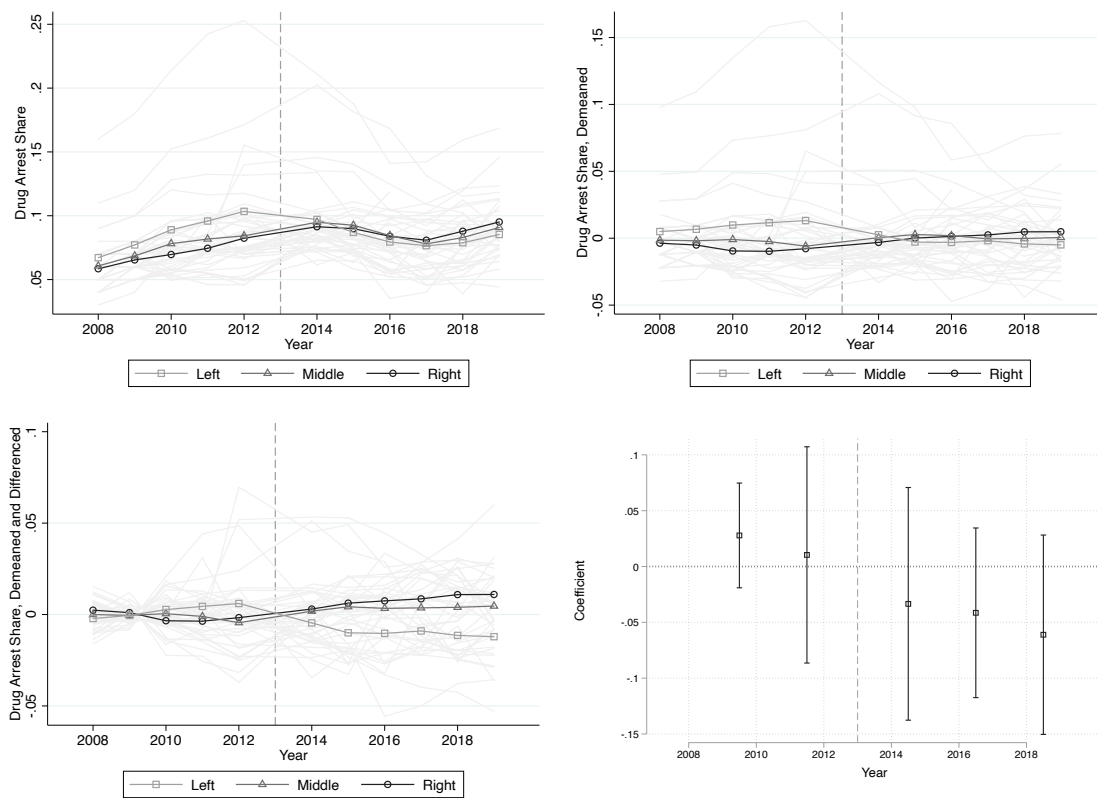 Drug Arrest Share
.25
.2
.15
.1
.05
2008 2010 2012 2014 2016 2018
Year
Left Middle Right
Drug Arrest Share, Demeaned
.15
.1
.05
0
-.05
2008 2010 2012 2014 2016 2018
Year
Left Middle Right
Drug Arrest Share, Demeaned and Differenced
.1
.05
0
-.05
2008 2010 2012 2014 2016 2018
Year
Left Middle Right
Coefficient
.1
.05
0
-.05
-.1
-.15
2008 2010 2012 2014 2016 2018
Year